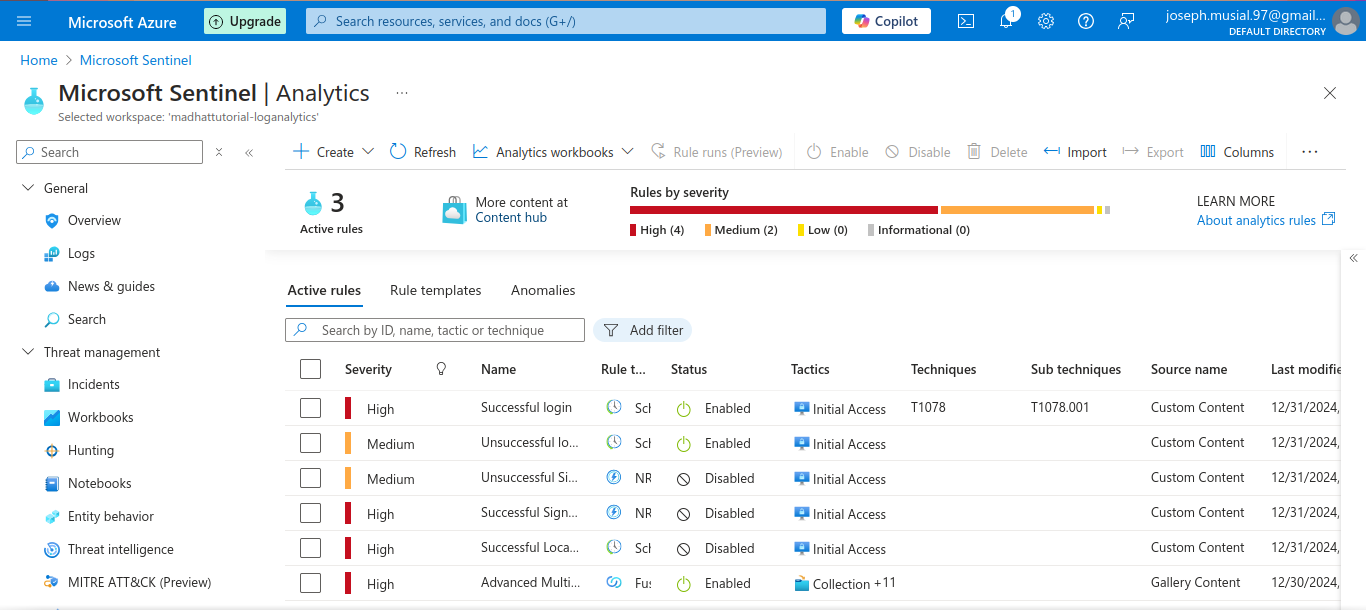 Microsoft Azure
Upgrade
Search resources, services, and docs (G+/)
Copilot
1
joseph.musial.97@gmail...
DEFAULT DIRECTORY
Home > Microsoft Sentinel
Microsoft Sentinel | Analytics ...
Selected workspace: 'madhattutorial-loganalytics'
Search
General
Overview
Logs
News & guides
Search
Threat management
Incidents
Workbooks
Hunting
Notebooks
Entity behavior
Threat intelligence
MITRE ATT&CK (Preview)
Create Refresh Analytics workbooks Rule runs (Preview) Enable Disable Delete Import Export Columns ...
3
Active rules
More content at
Content hub
Rules by severity
High (4) Medium (2) Low (0) Informational (0)
LEARN MORE
About analytics rules
Active rules Rule templates Anomalies
Search by ID, name, tactic or technique
Add filter
Severity Name Rule t... Status Tactics Techniques Sub techniques Source name Last modifie
High Successful login Scl Enabled Initial Access T1078 T1078.001 Custom Content 12/31/2024,
Medium Unsuccessful lo... Scl Enabled Initial Access Custom Content 12/31/2024,
Medium Unsuccessful Si... NR Disabled Initial Access Custom Content 12/31/2024,
High Successful Sign... NR Disabled Initial Access Custom Content 12/31/2024,
High Successful Loca... Scl Disabled Initial Access Custom Content 12/31/2024,
High Advanced Multi... Fus Enabled Collection +11 Gallery Content 12/30/2024,